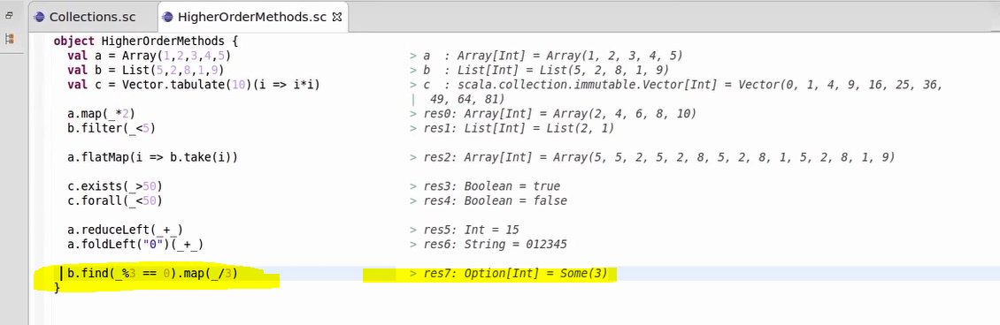 Collections.sc HigherOrderMethods.sc
object HigherOrderMethods {
val a = Array(1,2,3,4,5) > a : Array[Int] = Array(1, 2, 3, 4, 5)
val b = List(5,2,8,1,9) > b : List[Int] = List(5, 2, 8, 1, 9)
val c = Vector.tabulate(10)(i => i*i) > c : scala.collection.immutable.Vector[Int] = Vector(0, 1, 4, 9, 16, 25, 36,
| 49, 64, 81)
a.map(_*2) > res0: Array[Int] = Array(2, 4, 6, 8, 10)
b.filter(_<5) > res1: List[Int] = List(2, 1)
a.flatMap(i => b.take(i)) > res2: Array[Int] = Array(5, 5, 2, 5, 2, 8, 5, 2, 8, 1, 5, 2, 8, 1, 9)
c.exists(_>50) > res3: Boolean = true
c.forall(_<50) > res4: Boolean = false
a.reduceLeft(_+_) > res5: Int = 15
a.foldLeft("0")(_+_) > res6: String = 012345
b.find(_%3 == 0).map(_/3) > res7: Option[Int] = Some(3)
}